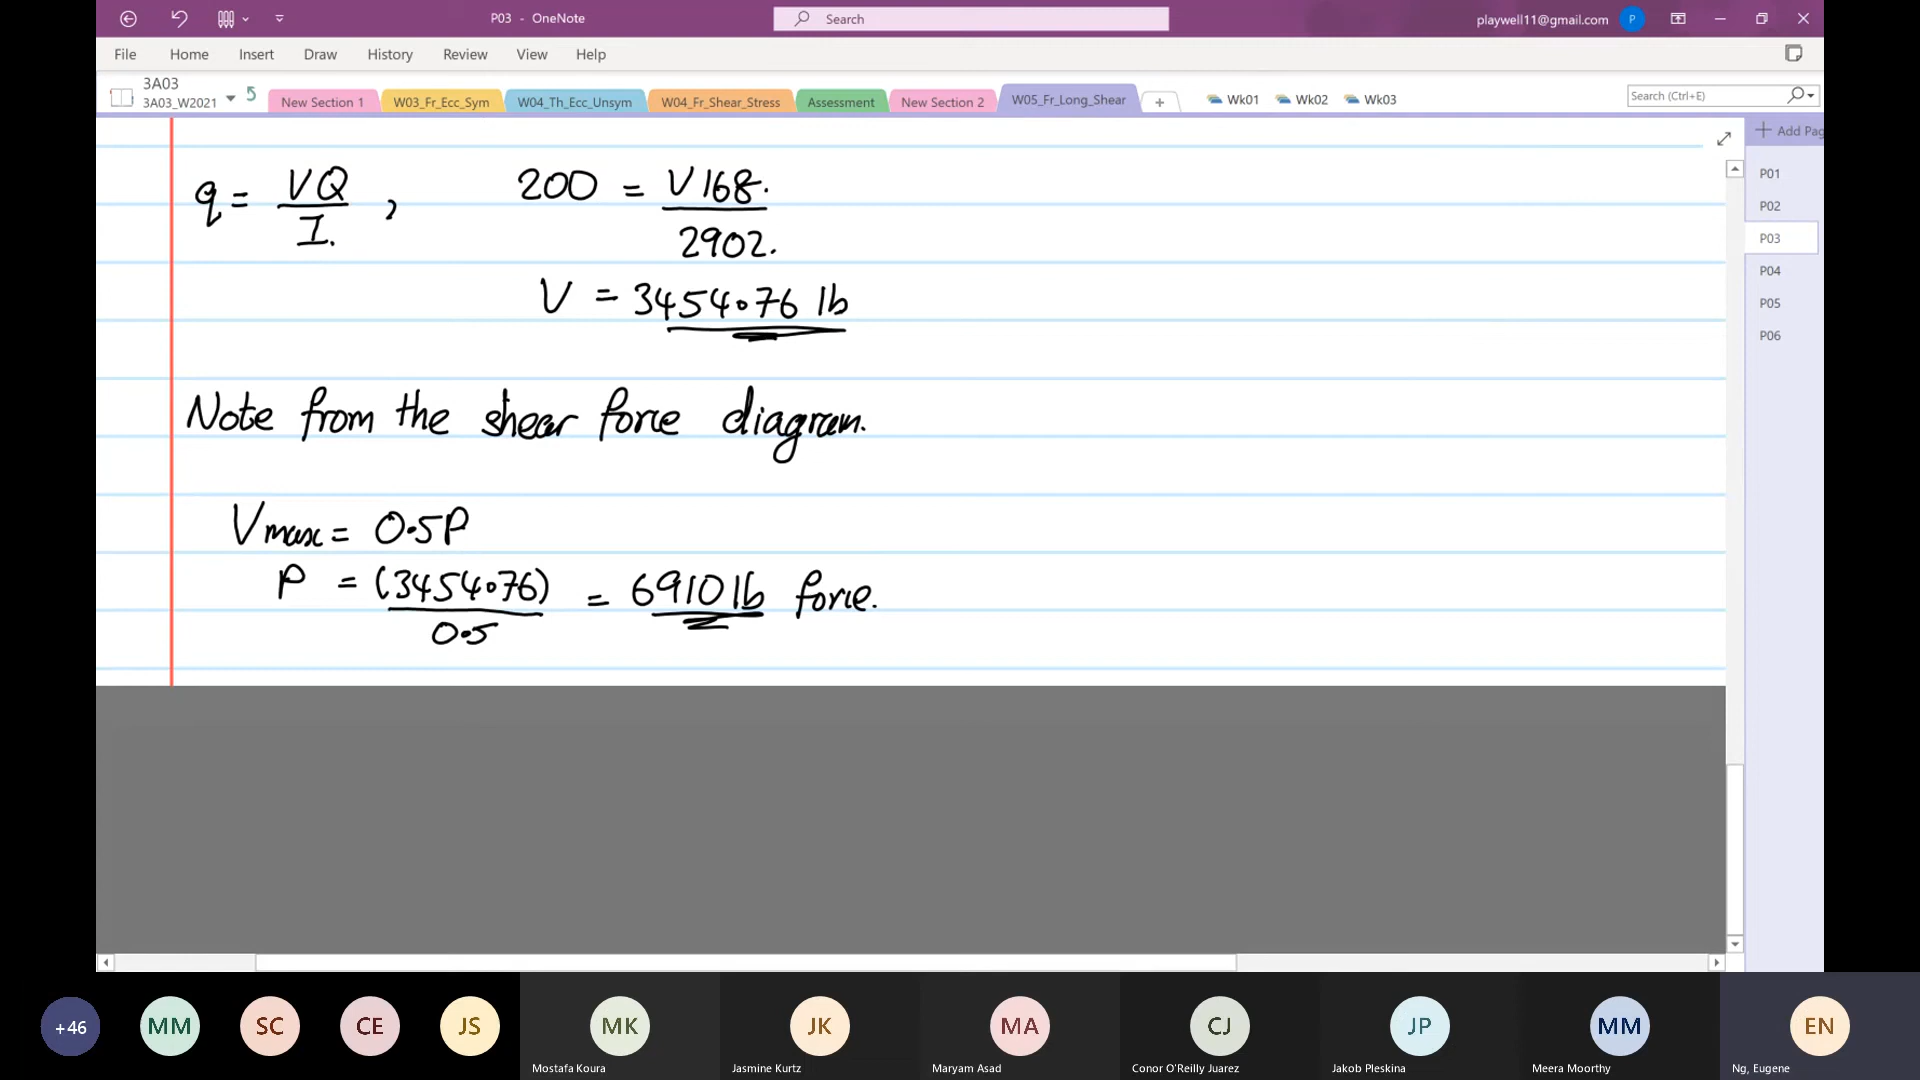 P03 - OneNote
Search
playwell11@gmail.com
P
File Home Insert Draw History Review View Help
3A03
3A03_W2021
New Section 1
W03_Fr_Ecc_Sym
W04_Th_Ecc_Unsym
W04_Fr_Shear_Stress
Assessment
New Section 2
W05_Fr_Long_Shear
+
Wk01
Wk02
Wk03
Search (Ctrl+E)
Add Pag
P01
P02
P03
P04
P05
P06
q = VQ / I. , 200 = V 168. / 2902.
V = 3454.76 lb
Note from the shear force diagram.
Vmax = 0.5P
P = (3454.76) / 0.5 = 6910 lb force.
+46 MM SC CE JS MK JK MA CJ JP MM EN
Mostafa Koura
Jasmine Kurtz
Maryam Asad
Conor O'Reilly Juarez
Jakob Pleskina
Meera Moorthy
Ng, Eugene